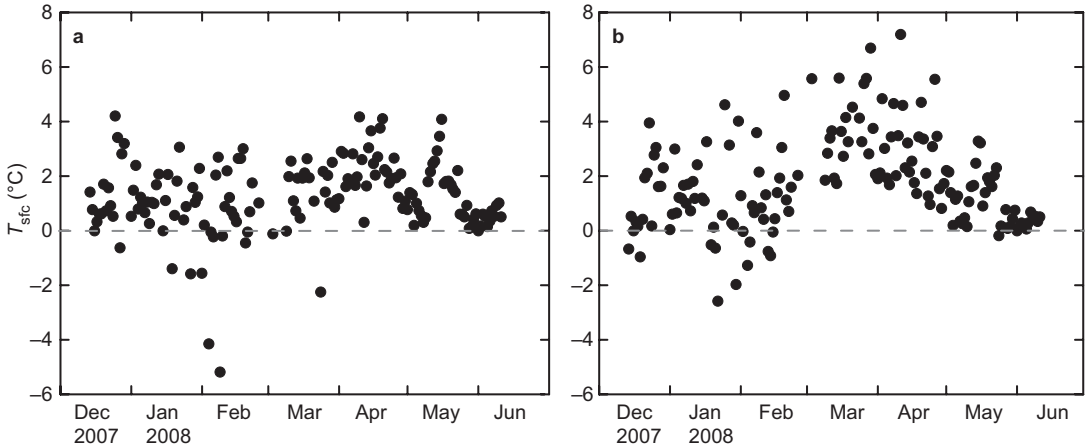 8 8
a b
6 6
4 4
2 2
0 0
–2 –2
–4 –4
–6 –6
T sfc (°C)
Dec Jan Feb Mar Apr May Jun Dec Jan Feb Mar Apr May Jun
2007 2008 2007 2008